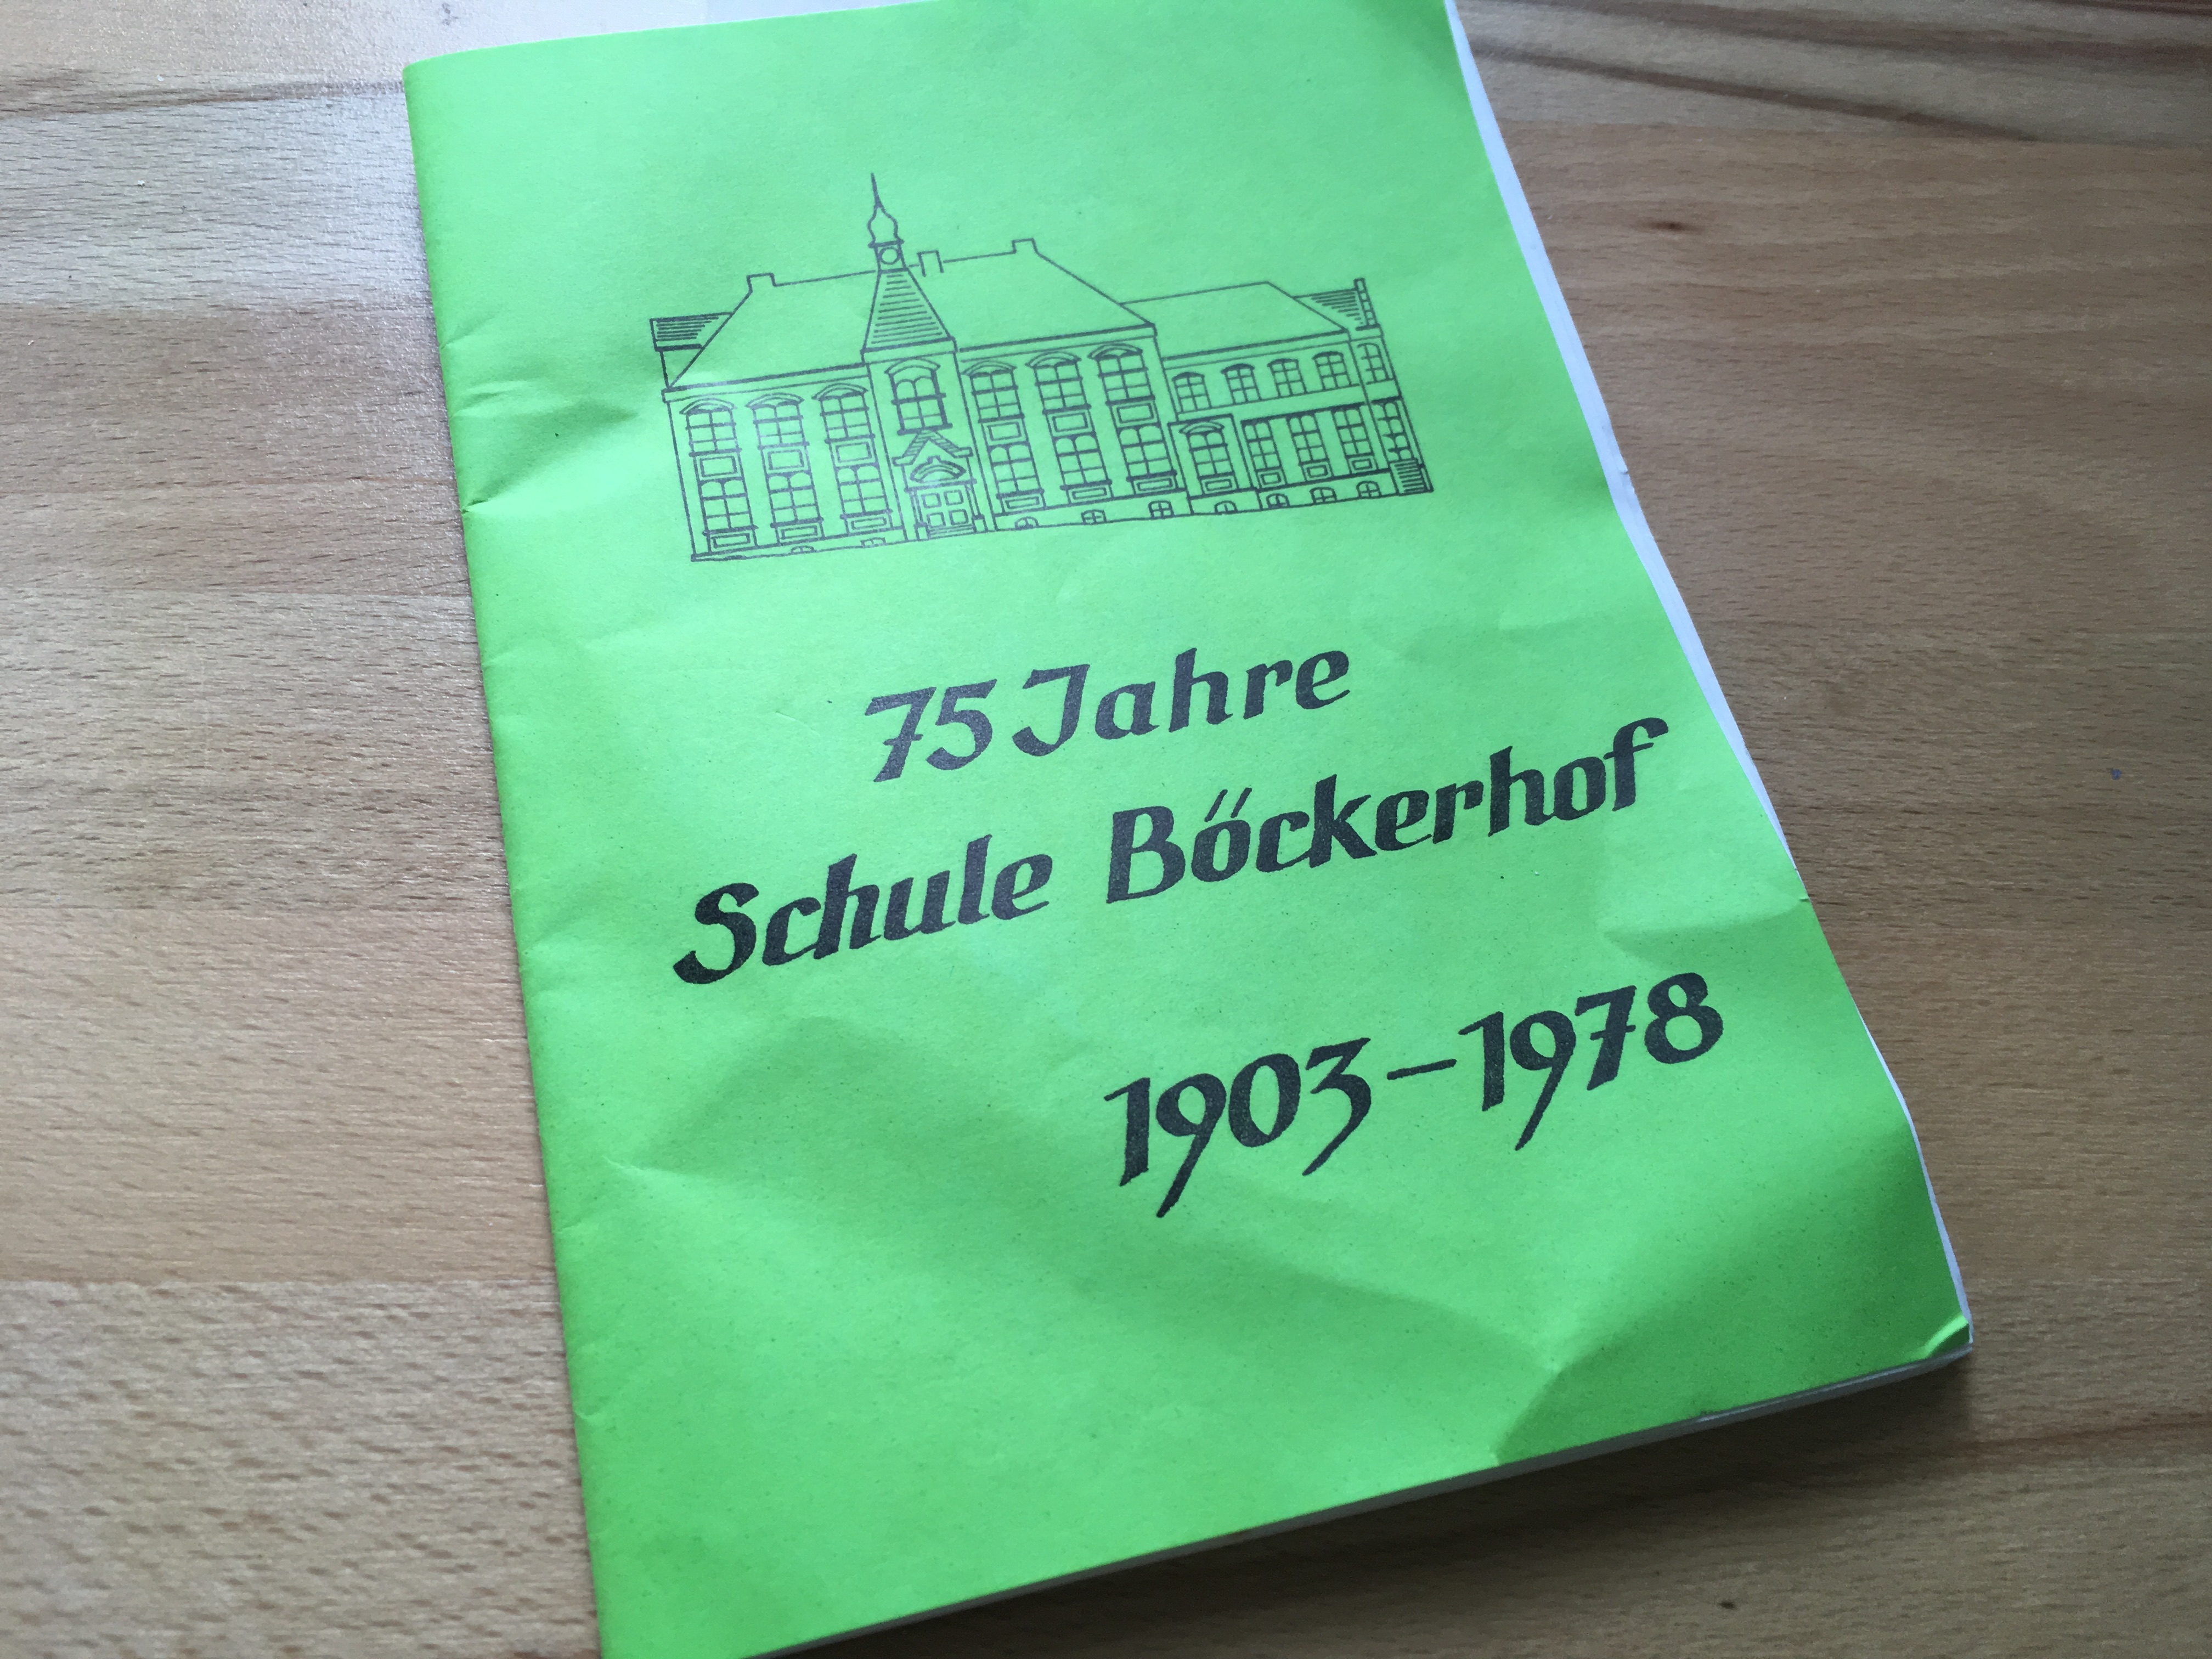 75 Jahre
Schule Böckerhof
1903-1978